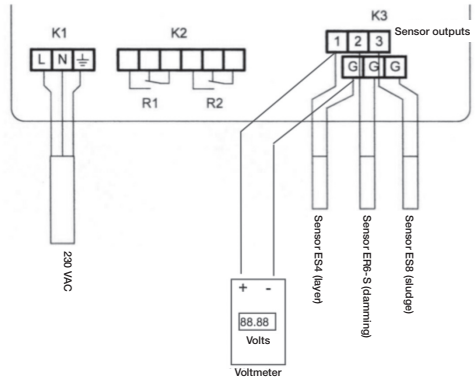 K1
K2
K3
Sensor outputs
L N
1 2 3
G G G
R1
R2
230 VAC
Sensor ES4 (layer)
Sensor ER6-S (damming)
Sensor ES8 (sludge)
+ -
88.88
Volts
Voltmeter